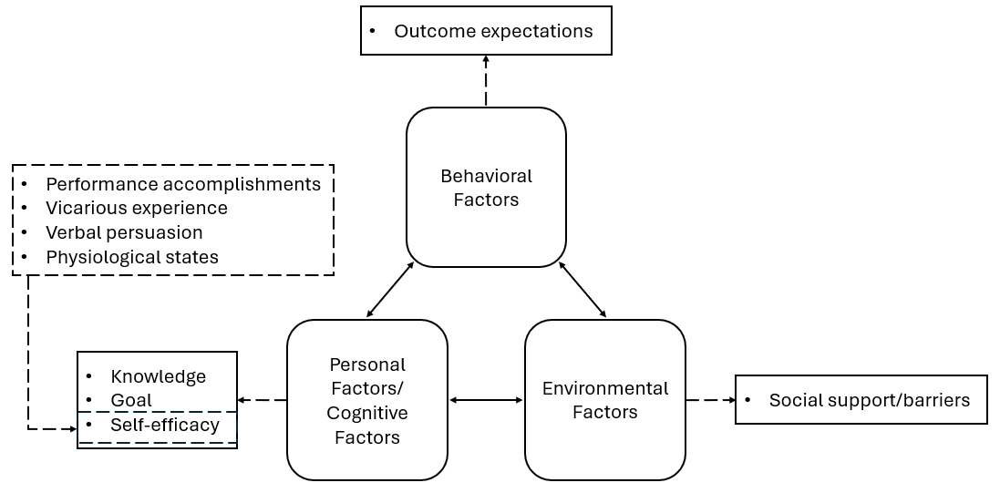 • Outcome expectations
Behavioral
Factors
• Performance accomplishments
• Vicarious experience
• Verbal persuasion
• Physiological states
• Knowledge
• Goal
• Self-efficacy
Personal
Factors/
Cognitive
Factors
Environmental
Factors
• Social support/barriers